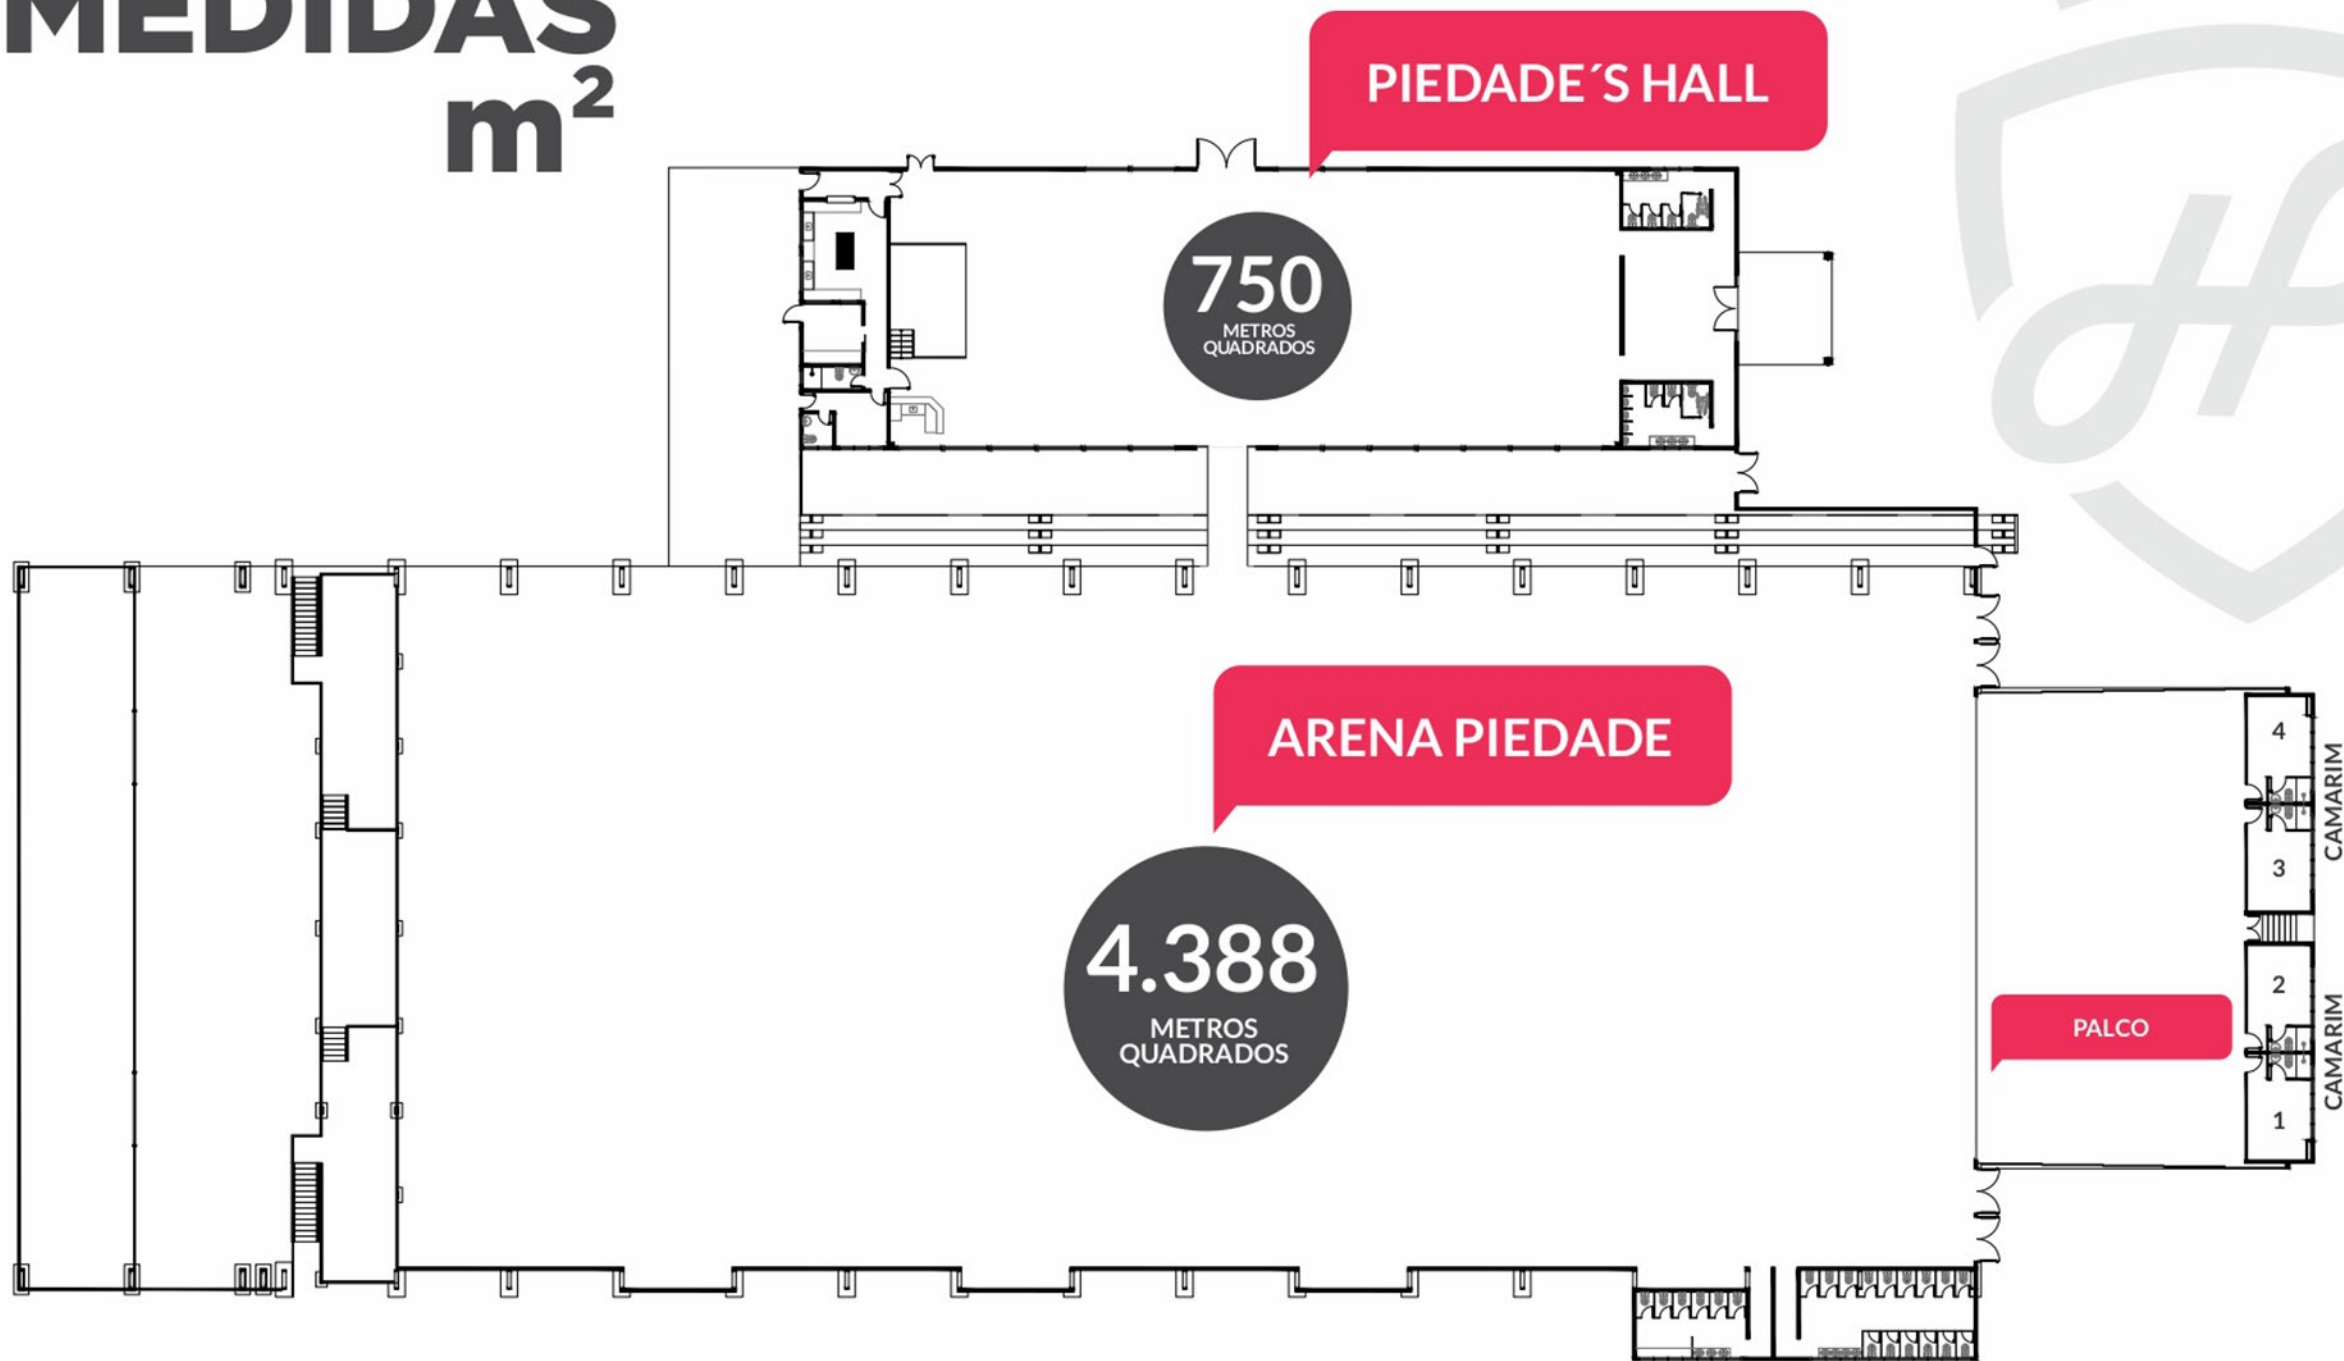 MEDIDAS
m²
PIEDADE´S HALL
750
METROS
QUADRADOS
ARENA PIEDADE
4.388
METROS
QUADRADOS
PALCO
4
3
2
1
CAMARIM
CAMARIM